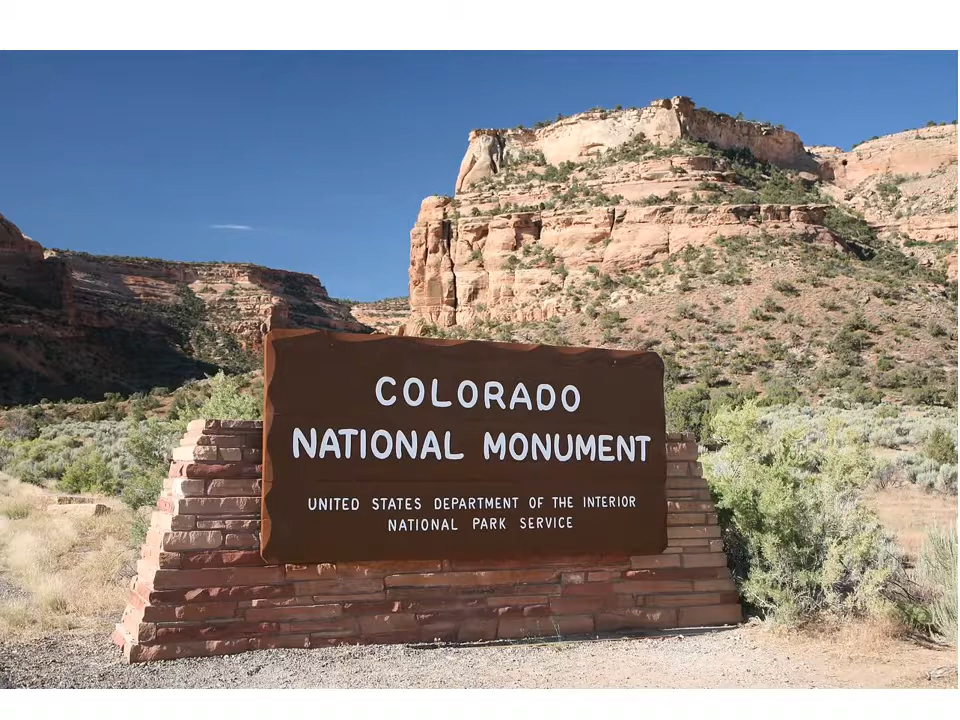 COLORADO
NATIONAL MONUMENT
UNITED STATES DEPARTMENT OF THE INTERIOR
NATIONAL PARK SERVICE